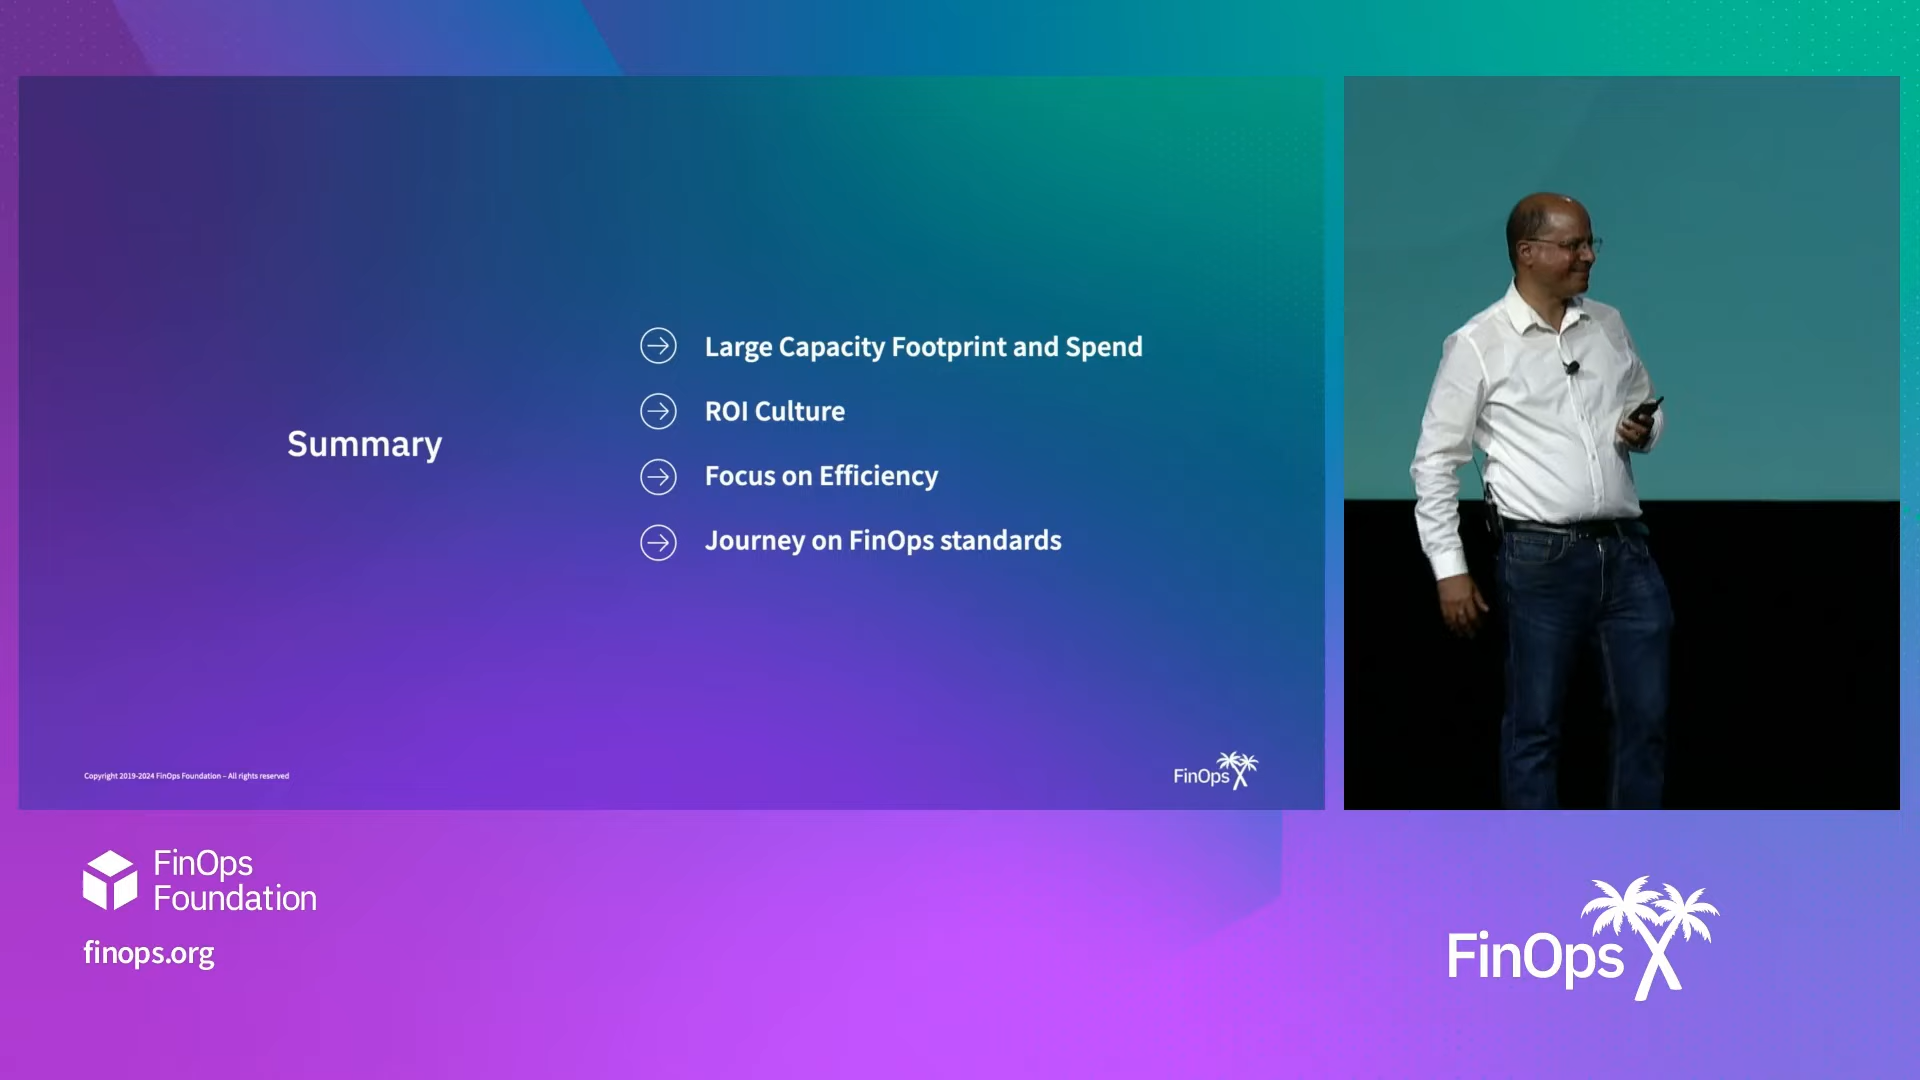 Summary
Large Capacity Footprint and Spend
ROI Culture
Focus on Efficiency
Journey on FinOps standards
Copyright 2019-2024 FinOps Foundation – All rights reserved
FinOps X
FinOps
Foundation
finops.org
FinOps X